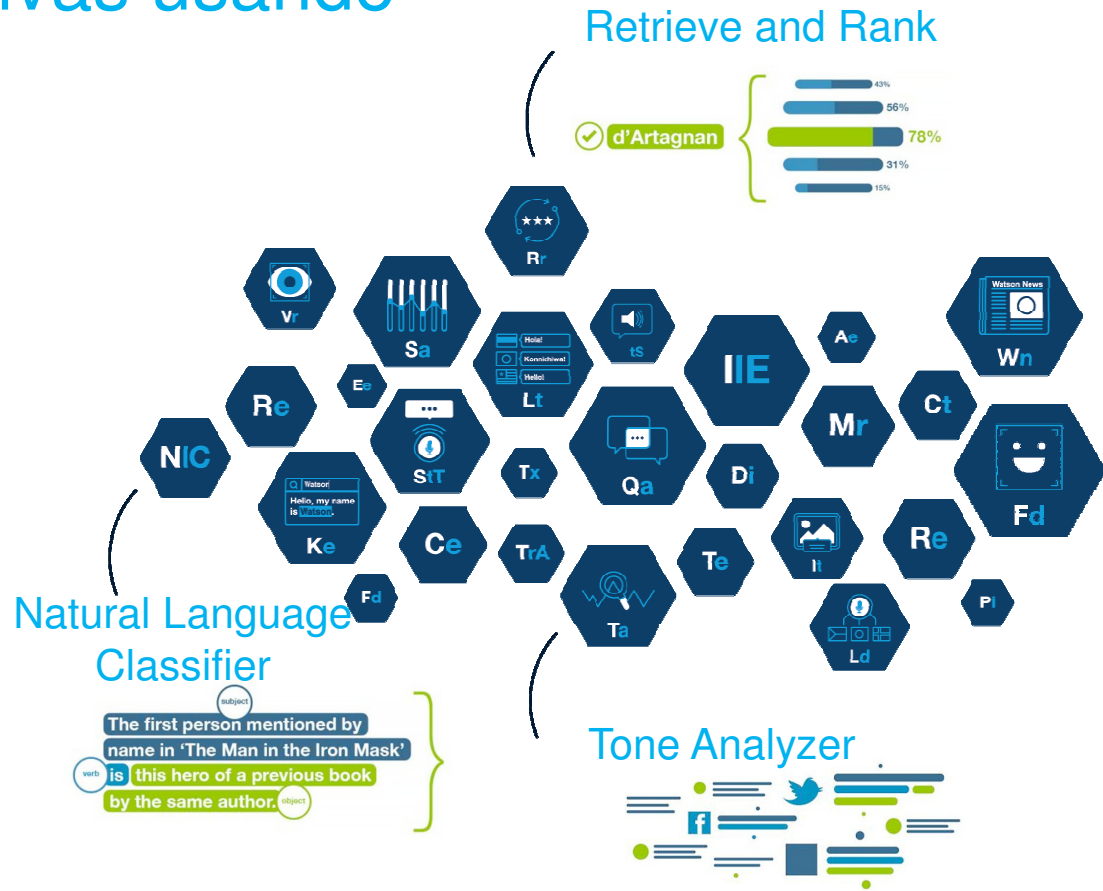 ivas usando
Retrieve and Rank
43%
56%
d'Artagnan
78%
31%
15%
Rr
Vr
Sa
Hola!
Konnichiwa!
Hello!
Lt
tS
IIE
Ae
Watson News
Wn
Re
Ee
•••
StT
Tx
•••
Qa
Di
Mr
Ct
Fd
NIC
Watson
Hello, my name
is Watson.
Ke
Ce
TrA
Te
It
Re
Fd
Ta
Ld
Pi
Natural Language
Classifier
subject
The first person mentioned by
name in 'The Man in the Iron Mask'
verb
is this hero of a previous book
by the same author.
object
Tone Analyzer
f